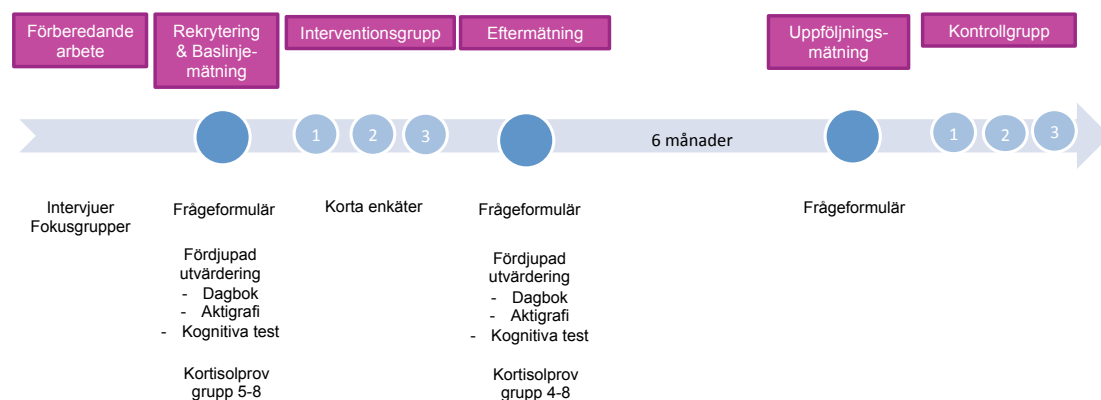 Förberedande
arbete
Rekrytering
& Baslinje-
mätning
Interventionsgrupp
Eftermätning
Uppföljnings-
mätning
Kontrollgrupp
1
2
3
6 månader
1
2
3
Intervjuer
Fokusgrupper
Frågeformulär
Fördjupad
utvärdering
- Dagbok
- Aktigrafi
- Kognitiva test
Kortisolprov
grupp 5-8
Korta enkäter
Frågeformulär
Fördjupad
utvärdering
- Dagbok
- Aktigrafi
- Kognitiva test
Kortisolprov
grupp 4-8
Frågeformulär